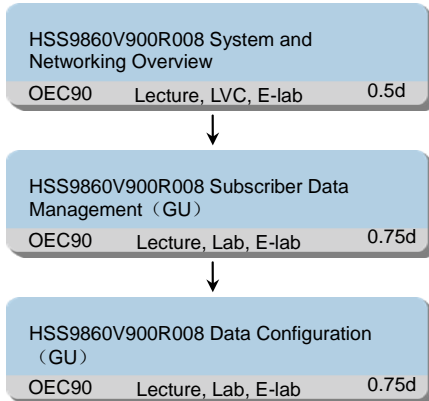 HSS9860V900R008 System and
Networking Overview
OEC90 Lecture, LVC, E-lab 0.5d
HSS9860V900R008 Subscriber Data
Management（GU）
OEC90 Lecture, Lab, E-lab 0.75d
HSS9860V900R008 Data Configuration
（GU）
OEC90 Lecture, Lab, E-lab 0.75d